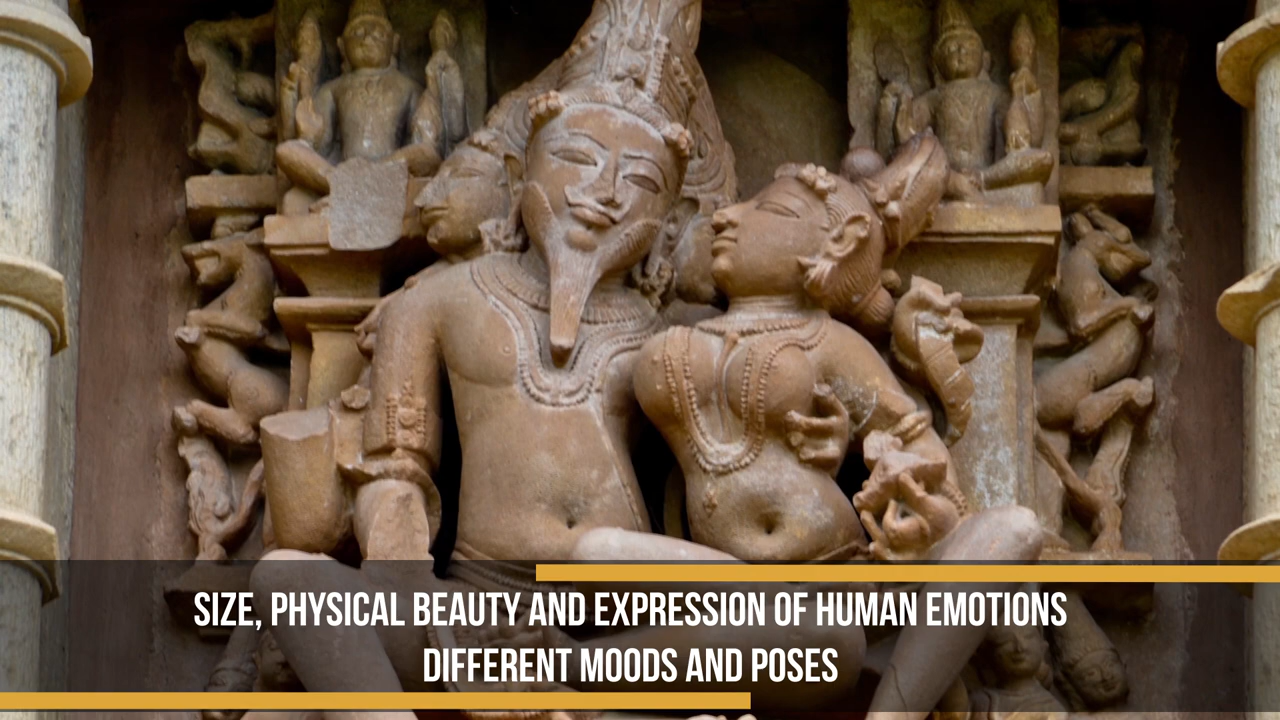 SIZE, PHYSICAL BEAUTY AND EXPRESSION OF HUMAN EMOTIONS
DIFFERENT MOODS AND POSES